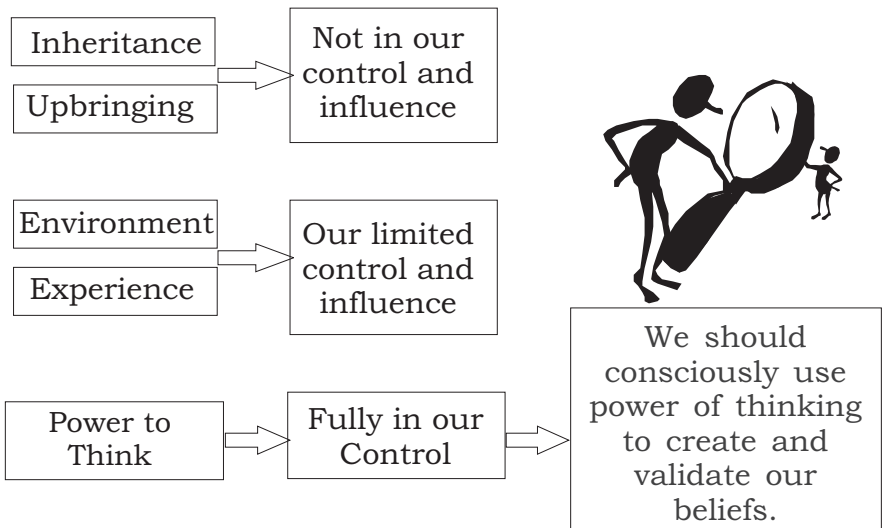 Inheritance
Upbringing
Not in our
control and
influence
Environment
Experience
Our limited
control and
influence
Power to
Think
Fully in our
Control
We should
consciously use
power of thinking
to create and
validate our
beliefs.